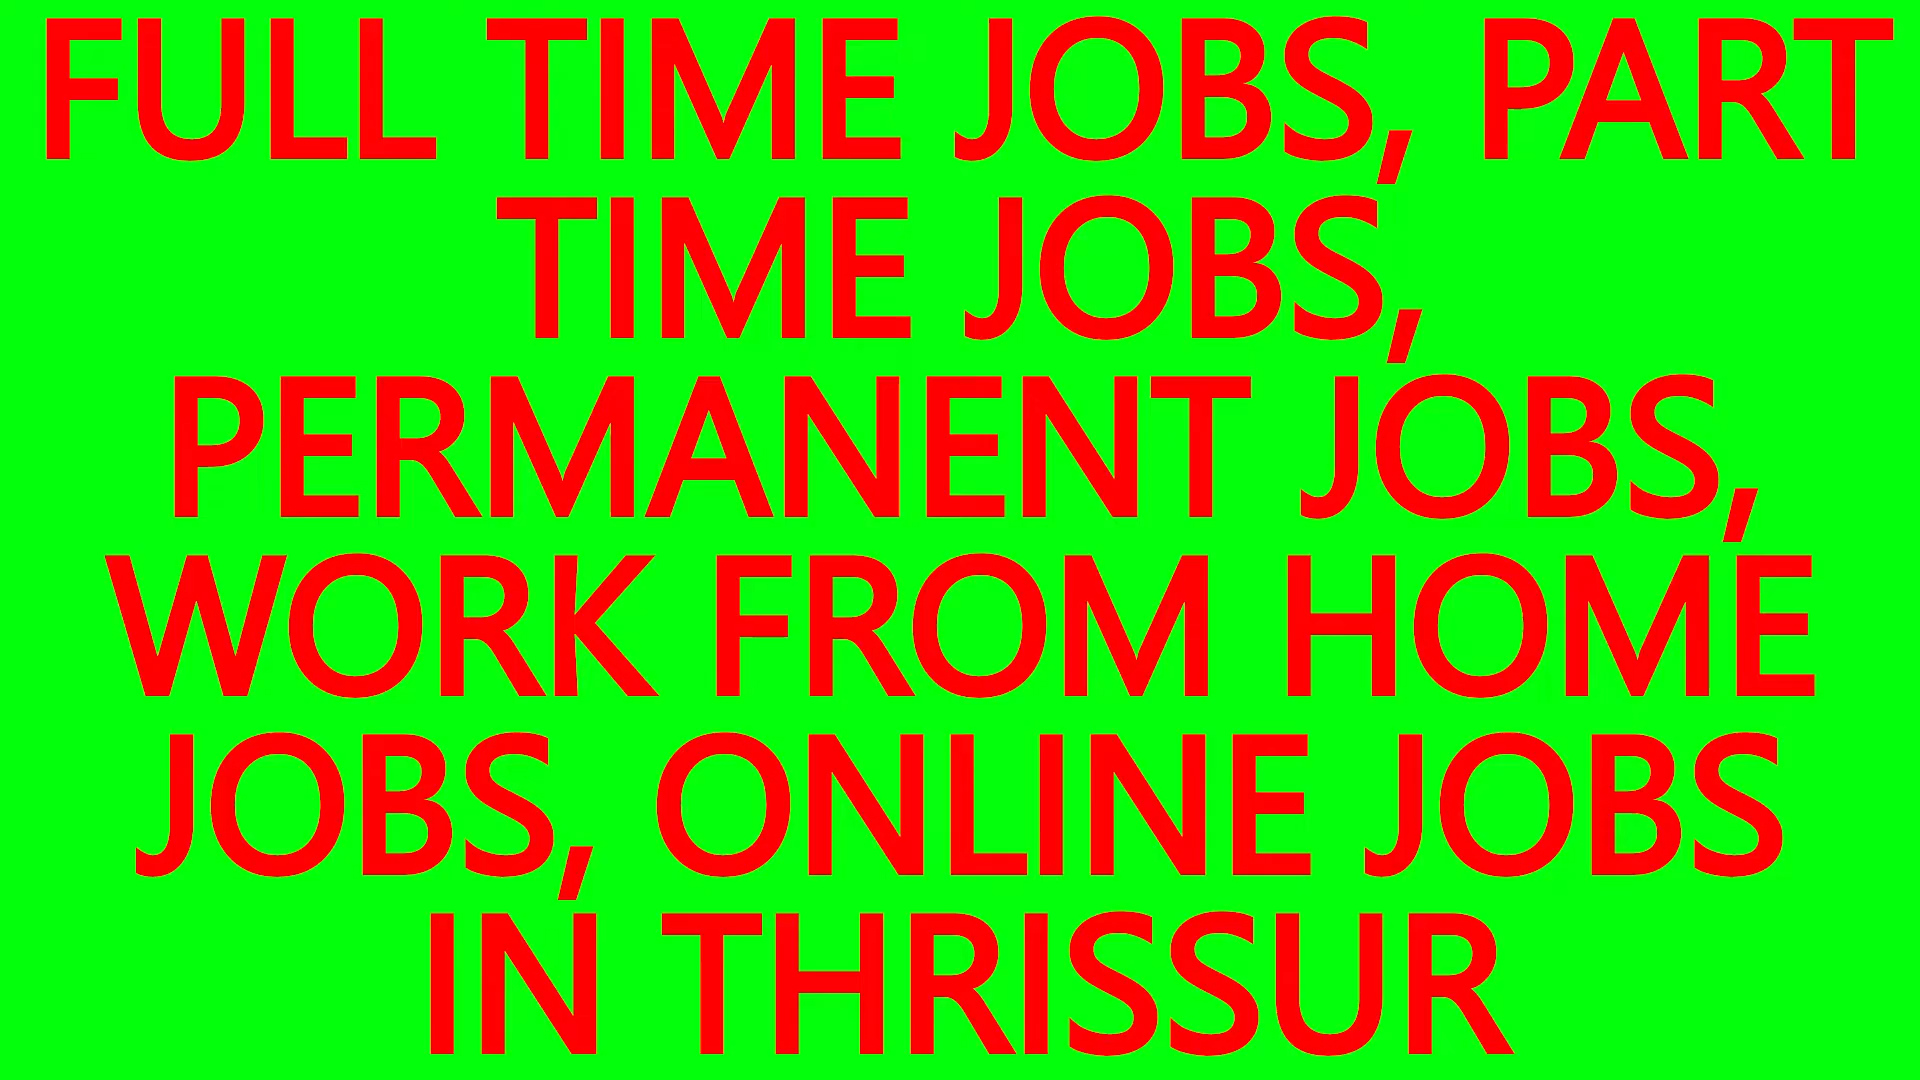 FULL TIME JOBS, PART
TIME JOBS,
PERMANENT JOBS,
WORK FROM HOME
JOBS, ONLINE JOBS
IN THRISSUR